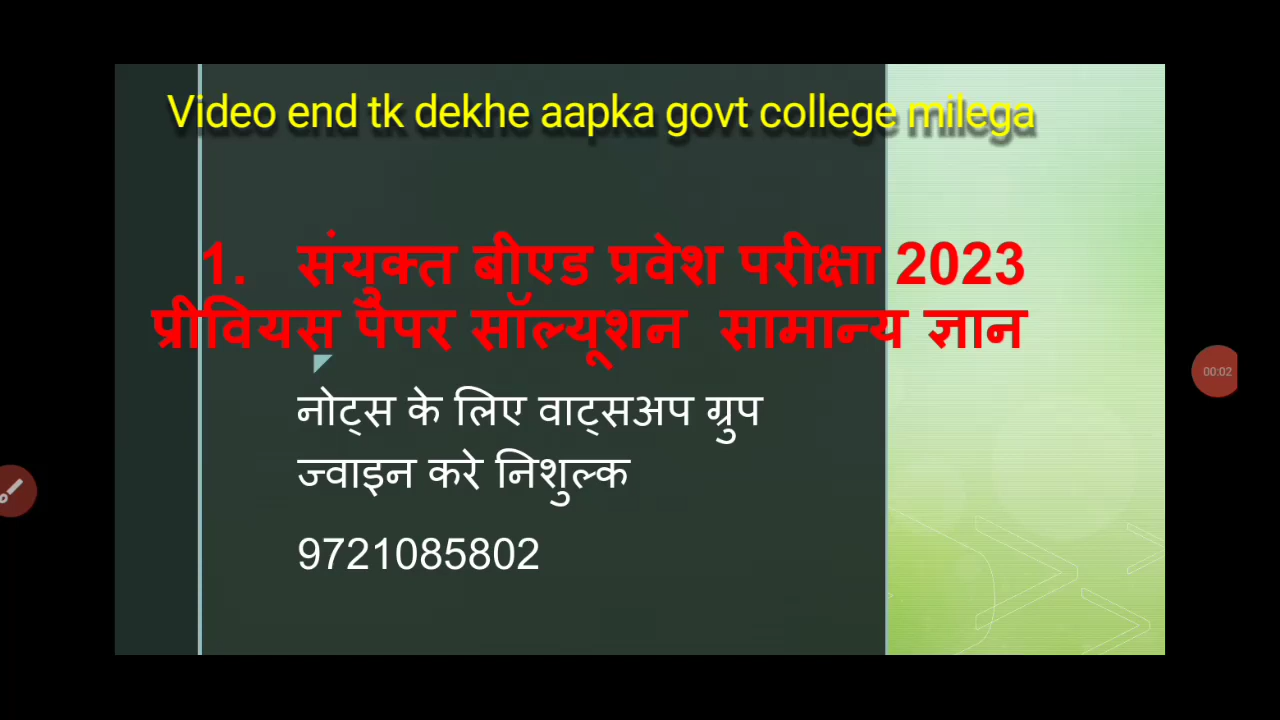 Video end tk dekhe aapka govt college milega
1. संयुक्त बीएड प्रवेश परीक्षा 2023
प्रीवियस पेपर सॉल्यूशन सामान्य ज्ञान
नोट्स के लिए वाट्सअप ग्रुप
ज्वाइन करे निशुल्क
9721085802
00:02